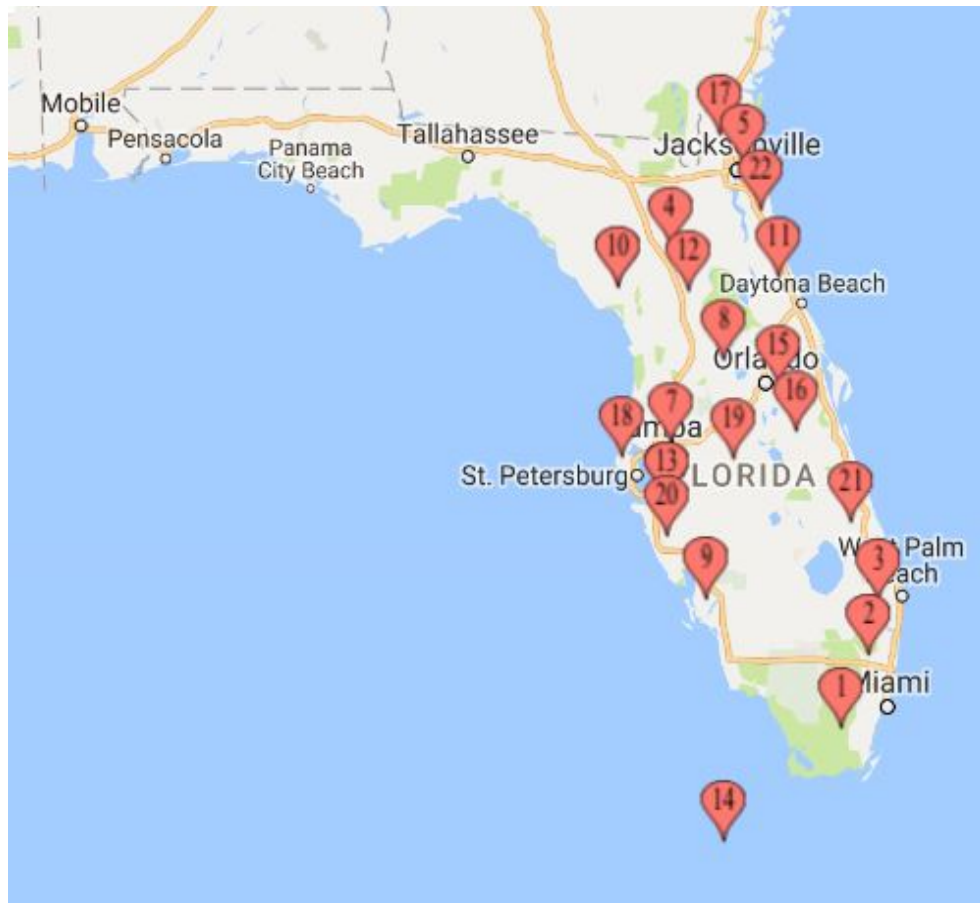 17
Mobile
5
Pensacola
Tallahassee
Jacksonville
Panama
City Beach
22
4
11
10
12
Daytona Beach
8
15
Orlando
16
7
18
19
Tampa
13
St. Petersburg
FLORIDA
21
20
West Palm
Beach
9
3
2
1
Miami
14